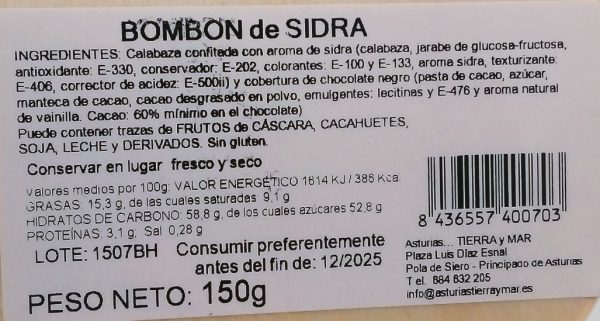 BOMBON de SIDRA
INGREDIENTES: Calabaza confitada con aroma de sidra (calabaza, jarabe de glucosa-fructosa,
antioxidante: E-330, conservador: E-202, colorantes: E-100 y E-133, aroma sidra, texturizante:
E-406, corrector de acidez: E-500ii) y cobertura de chocolate negro (pasta de cacao, azúcar,
manteca de cacao, cacao desgrasado en polvo, emulgentes: lecitinas y E-476 y aroma natural
de vainilla. Cacao: 60% mínimo en el chocolate)
Puede contener trazas de FRUTOS de CÁSCARA, CACAHUETES,
SOJA, LECHE y DERIVADOS. Sin gluten.
Conservar en lugar fresco y seco
Valores medios por 100g: VALOR ENERGÉTICO 1614 KJ / 386 Kca
GRASAS: 15,3 g, de las cuales saturadas 9,1 g
HIDRATOS DE CARBONO: 58,8 g, de los cuales azúcares 52,8 g
PROTEÍNAS: 3,1 g; Sal 0,28 g
LOTE: 1507BH
Consumir preferentemente
antes del fin de: 12/2025
PESO NETO: 150g
8 436557 400703
Asturias... TIERRA y MAR
Plaza Luis Díaz Esnal
Pola de Siero - Principado de Asturias
Tel. 684 632 205
info@asturiastierraymar.es